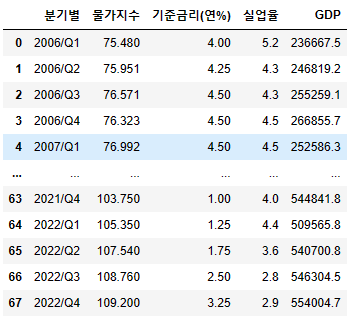 분기별 물가지수 기준금리(연%) 실업율 GDP
0 2006/Q1 75.480 4.00 5.2 236667.5
1 2006/Q2 75.951 4.25 4.3 246819.2
2 2006/Q3 76.571 4.50 4.3 255259.1
3 2006/Q4 76.323 4.50 4.5 266855.7
4 2007/Q1 76.992 4.50 4.5 252586.3
... ... ... ... ... ...
63 2021/Q4 103.750 1.00 4.0 544841.8
64 2022/Q1 105.350 1.25 4.4 509565.8
65 2022/Q2 107.540 1.75 3.6 540700.8
66 2022/Q3 108.760 2.50 2.8 546304.5
67 2022/Q4 109.200 3.25 2.9 554004.7